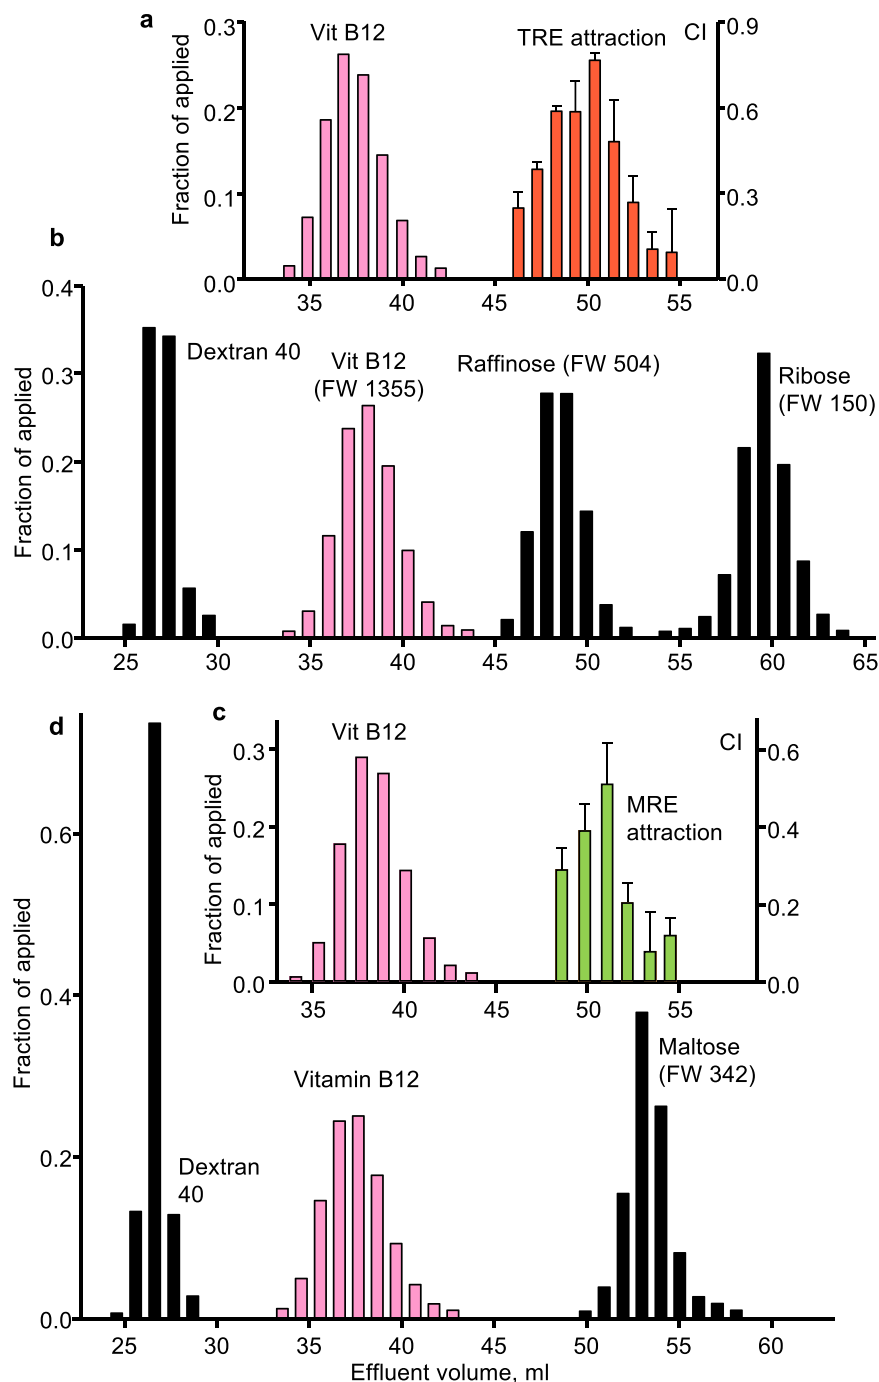 a
Vit B12
TRE attraction
CI
Fraction of applied
0.3
0.2
0.1
0.0
0.9
0.6
0.3
0.0
35
40
45
50
55
b
Fraction of applied
0.4
0.3
0.2
0.1
0.0
Dextran 40
Vit B12
(FW 1355)
Raffinose (FW 504)
Ribose
(FW 150)
25
30
35
40
45
50
55
60
65
c
Vit B12
CI
MRE
attraction
Fraction of applied
0.3
0.2
0.1
0.0
0.6
0.4
0.2
0.0
35
40
45
50
55
d
Fraction of applied
0.6
0.4
0.2
0.0
Dextran
40
Vitamin B12
Maltose
(FW 342)
25
30
35
40
45
50
55
60
Effluent volume, ml